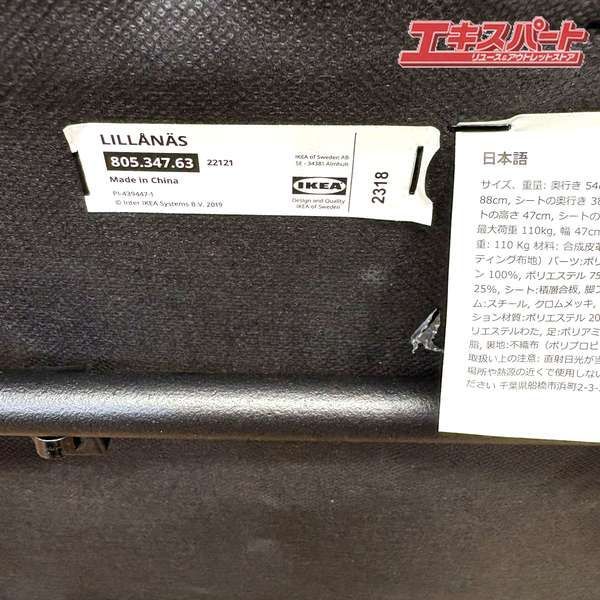 エキスパート
リユース&アウトレットストア
LILLÅNÄS
805.347.63 22121
Made in China
PI-439447-1
© Inter IKEA Systems B.V. 2019
IKEA of Sweden AB
SE - 34381 Älmhult
IKEA
Design and Quality
IKEA of Sweden
2318
日本語
サイズ、重量: 奥行き 54
88cm, シートの奥行き 38
トの高さ 47cm, シートの
最大荷重 110kg, 幅 47cm
重: 110 Kg 材料: 合成皮革
ティング布地）パーツ:ポリ
ン 100%, ポリエステル 75
25%, シート:積層合板, 脚フ
ム:スチール, クロムメッキ,
ション材質:ポリエステル 20
リエステルわた, 足:ポリアミ
脂, 裏地:不織布（ポリプロピ
取扱い上の注意: 直射日光が当
場所や熱源の近くで使用しない
ださい 千葉県船橋市浜町2-3-